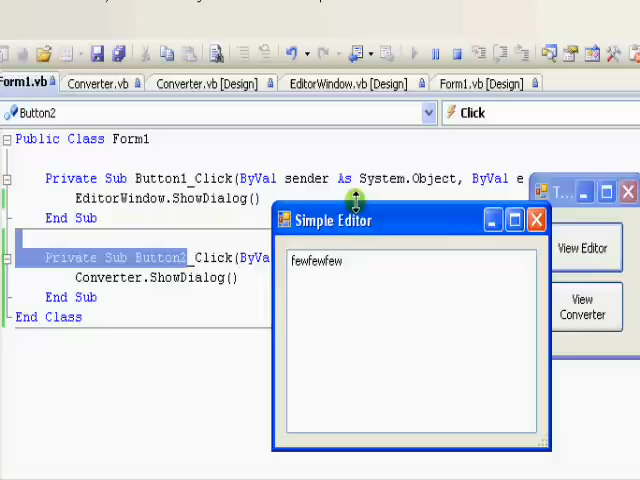 Form1.vb
Converter.vb
Converter.vb [Design]
EditorWindow.vb [Design]
Form1.vb [Design]
Button2
Click
Public Class Form1
Private Sub Button1_Click(ByVal sender As System.Object, ByVal e
EditorWindow.ShowDialog()
End Sub
Private Sub Button2_Click(ByVa
Converter.ShowDialog()
End Sub
End Class
T...
View Editor
View
Converter
Simple Editor
fewfewfew